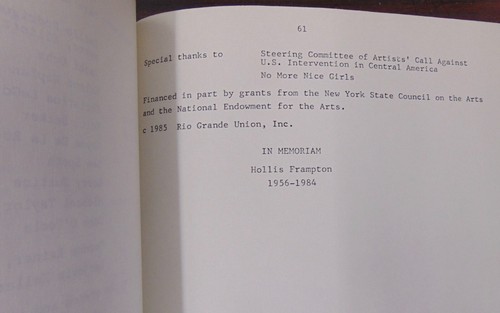 61
Special thanks to Steering Committee of Artists' Call Against
U.S. Intervention in Central America
No More Nice Girls
Financed in part by grants from the New York State Council on the Arts
and the National Endowment for the Arts.
c 1985 Rio Grande Union, Inc.
IN MEMORIAM
Hollis Frampton
1956-1984